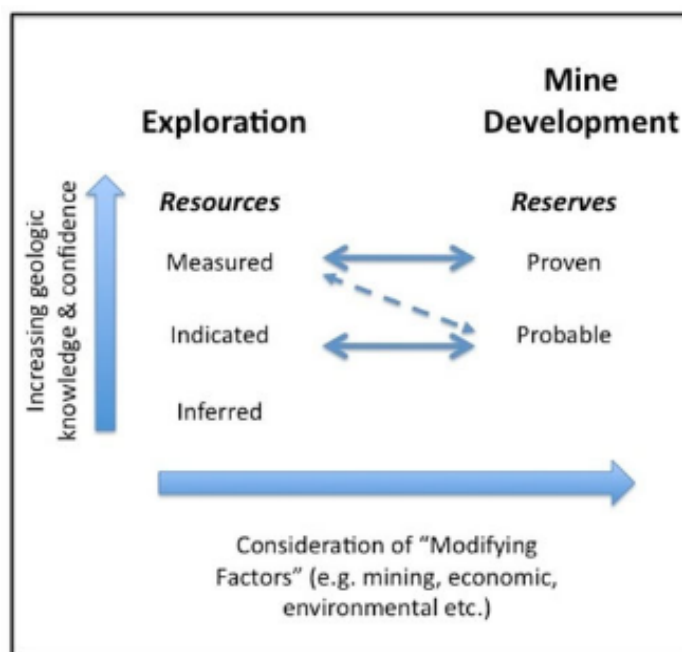 Exploration
Mine
Development
Increasing geologic
knowledge & confidence
Resources
Reserves
Measured
Proven
Indicated
Probable
Inferred
Consideration of “Modifying
Factors” (e.g. mining, economic,
environmental etc.)